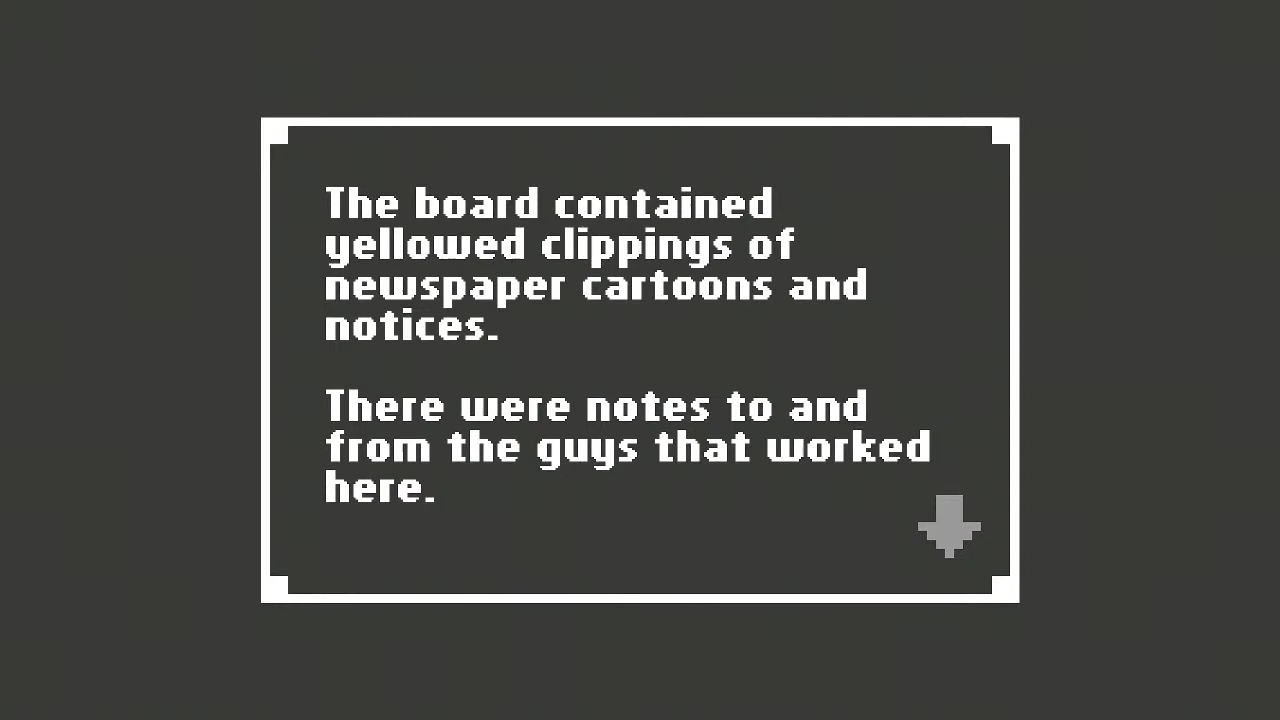 The board contained
yellowed clippings of
newspaper cartoons and
notices.
There were notes to and
from the guys that worked
here.